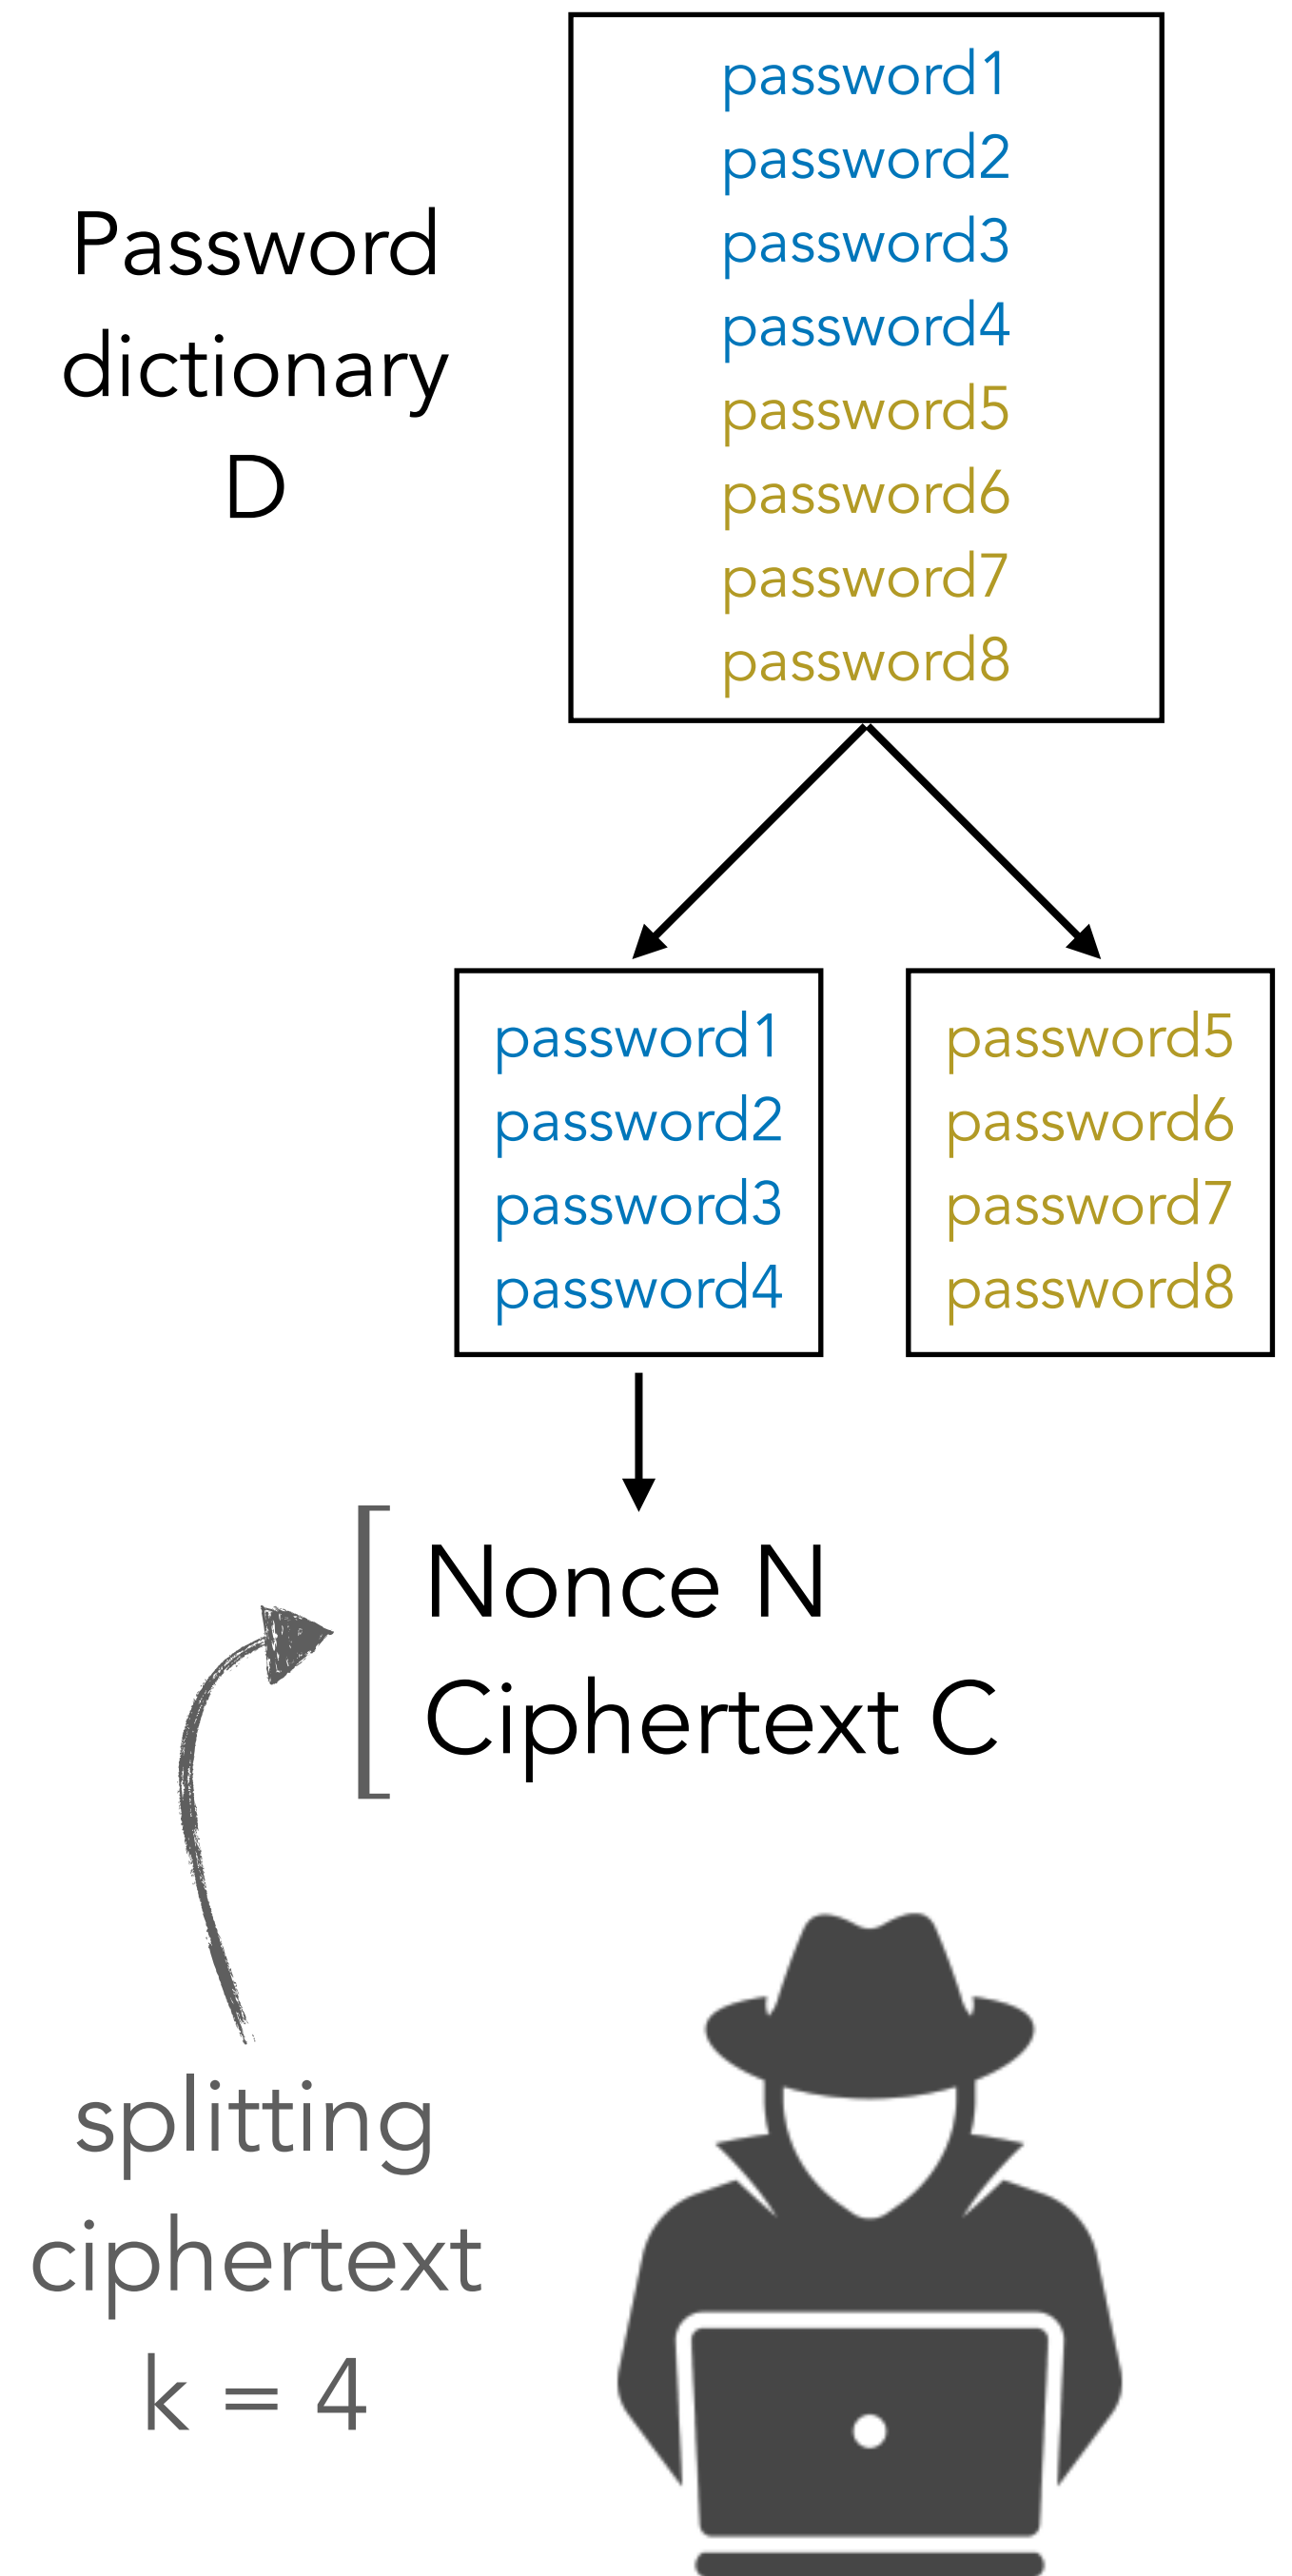 Password
dictionary
D
password1
password2
password3
password4
password5
password6
password7
password8
password1
password2
password3
password4
password5
password6
password7
password8
Nonce N
Ciphertext C
splitting
ciphertext
k = 4